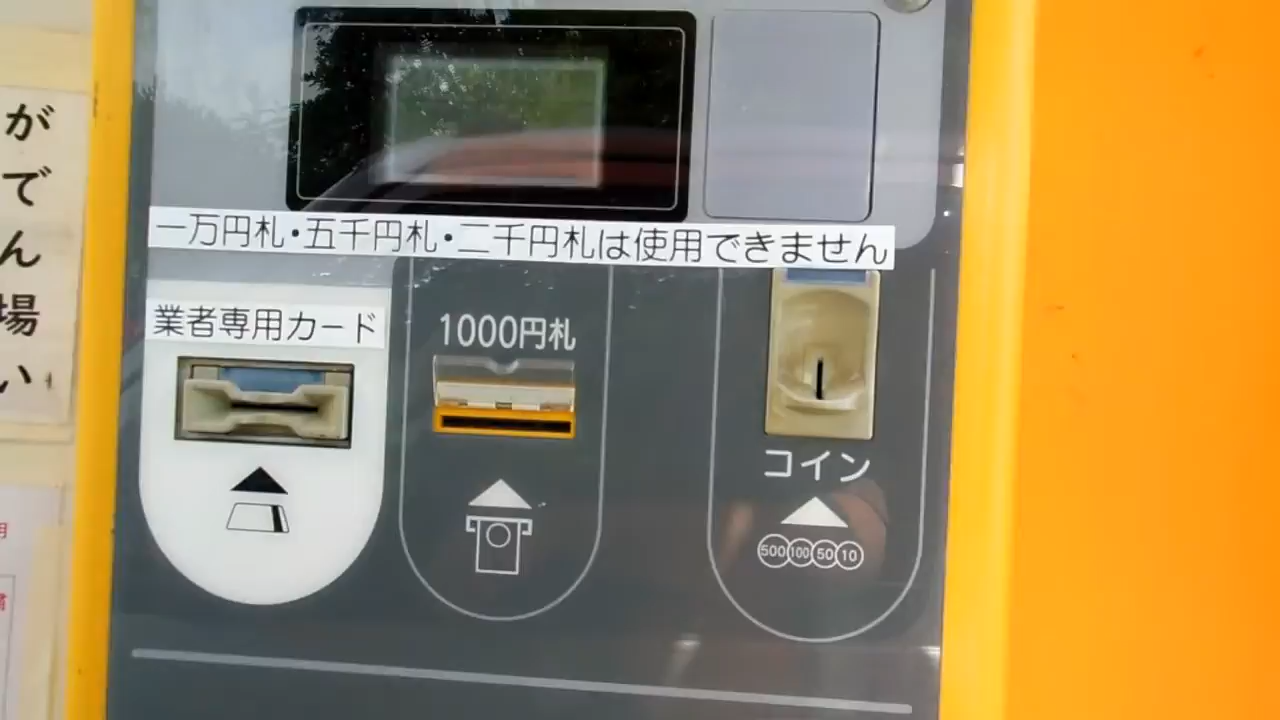 が
で
ん
場
い
一万円札・五千円札・二千円札は使用できません
業者専用カード
1000円札
コイン
500 100 50 10